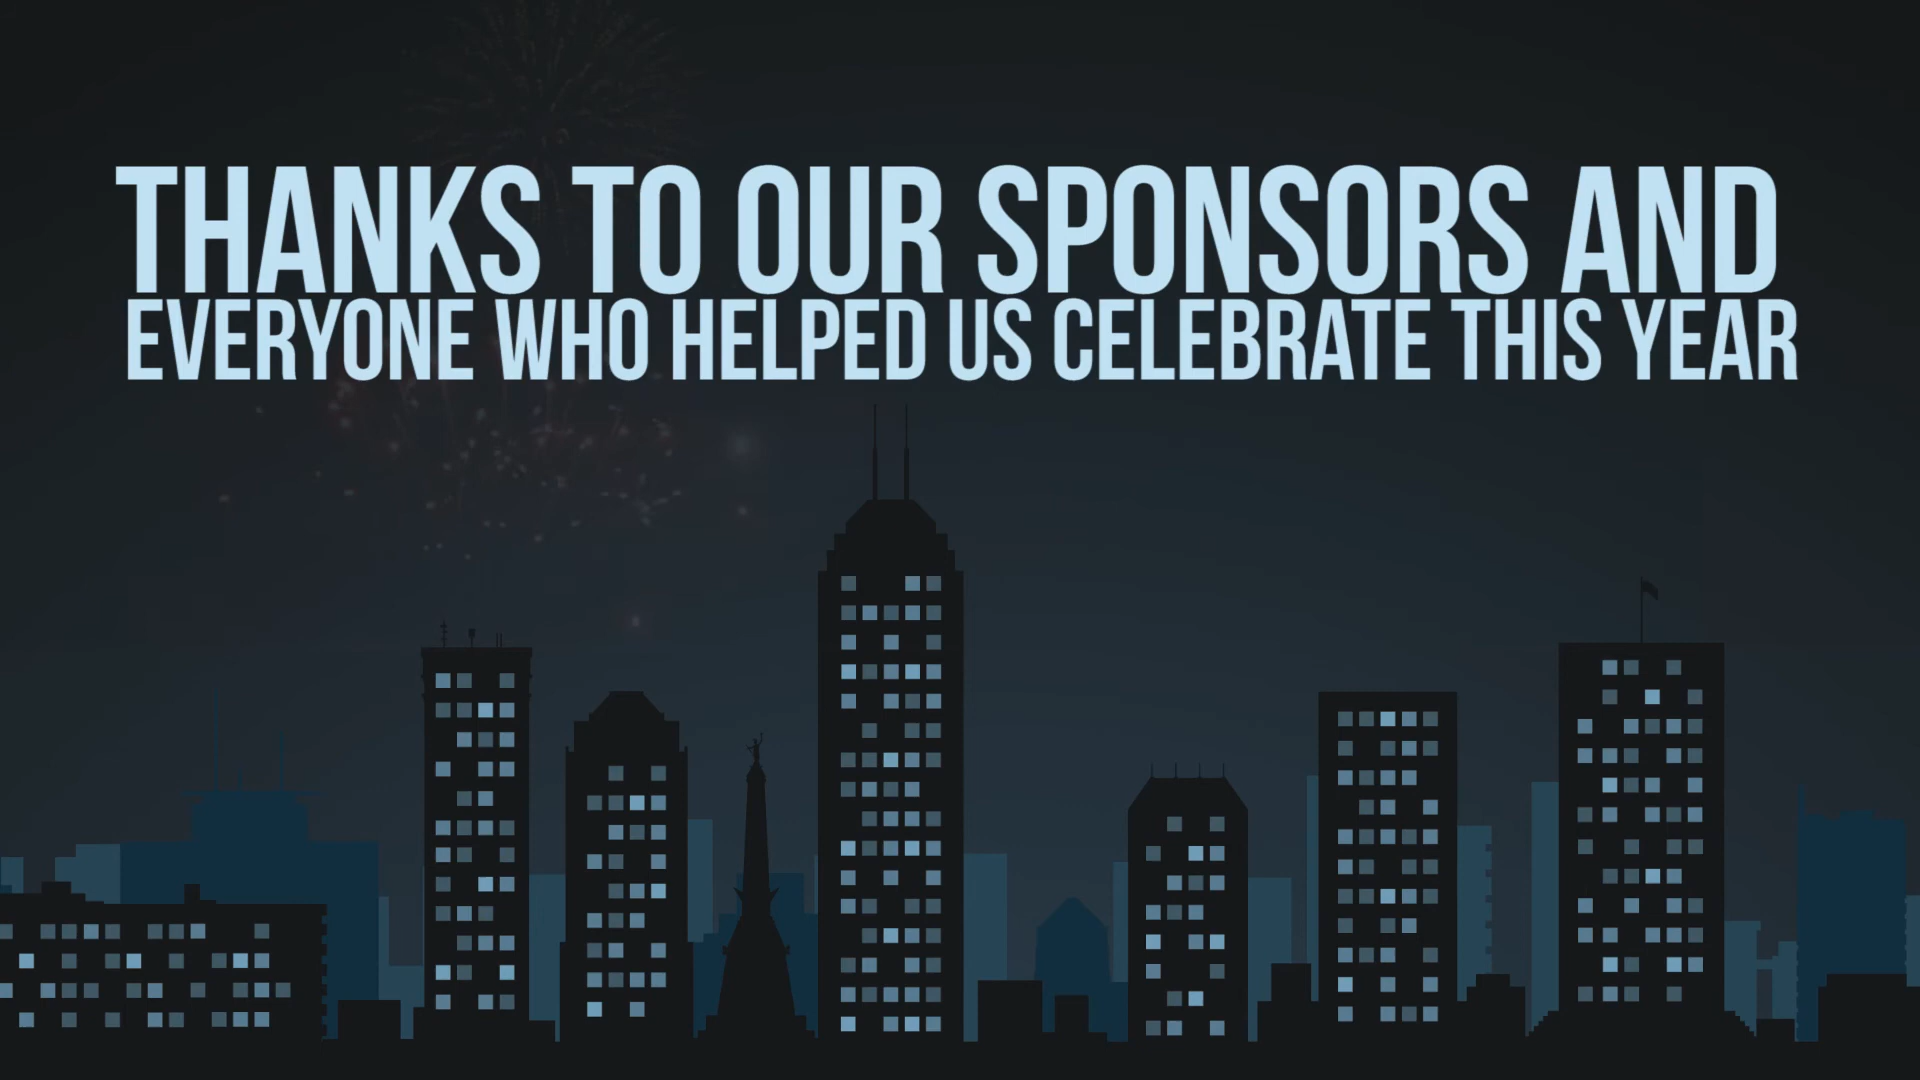 THANKS TO OUR SPONSORS AND
EVERYONE WHO HELPED US CELEBRATE THIS YEAR